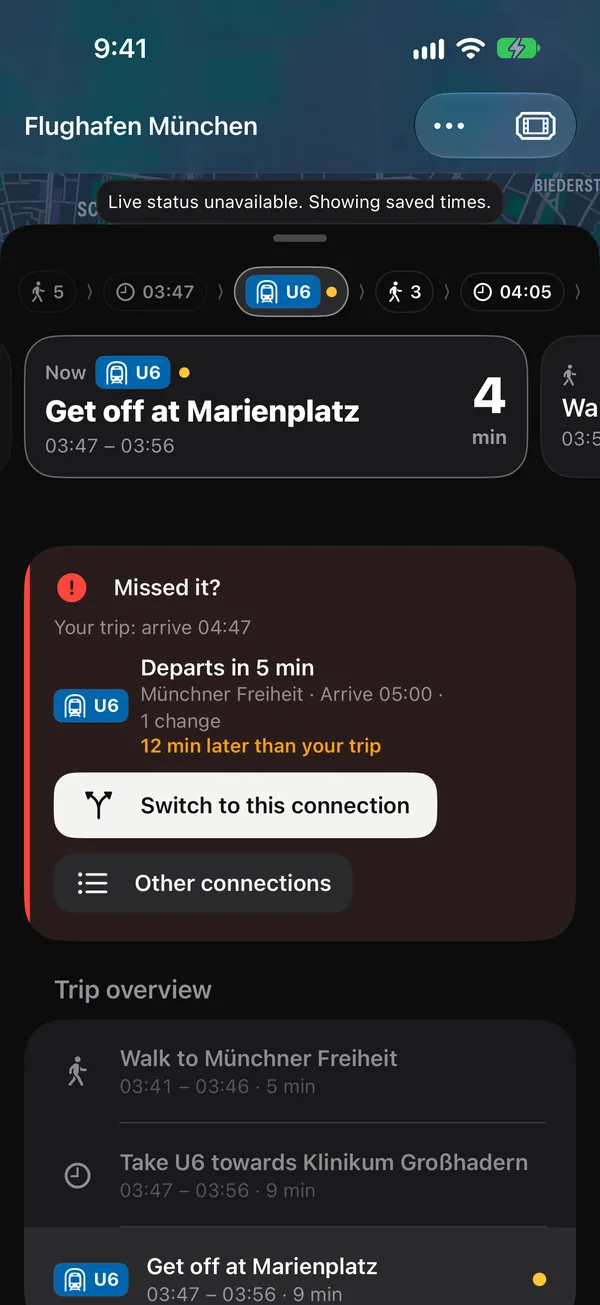 9:41
Flughafen München
BIEDERST
SC
Live status unavailable. Showing saved times.
5 03:47 U6 3 04:05
Now U6
Get off at Marienplatz
03:47 – 03:56
4
min
Wa
03:5
Missed it?
Your trip: arrive 04:47
Departs in 5 min
U6
Münchner Freiheit · Arrive 05:00 ·
1 change
12 min later than your trip
Switch to this connection
Other connections
Trip overview
Walk to Münchner Freiheit
03:41 – 03:46 · 5 min
Take U6 towards Klinikum Großhadern
03:47 – 03:56 · 9 min
U6
Get off at Marienplatz
03:47 – 03:56 · 9 min